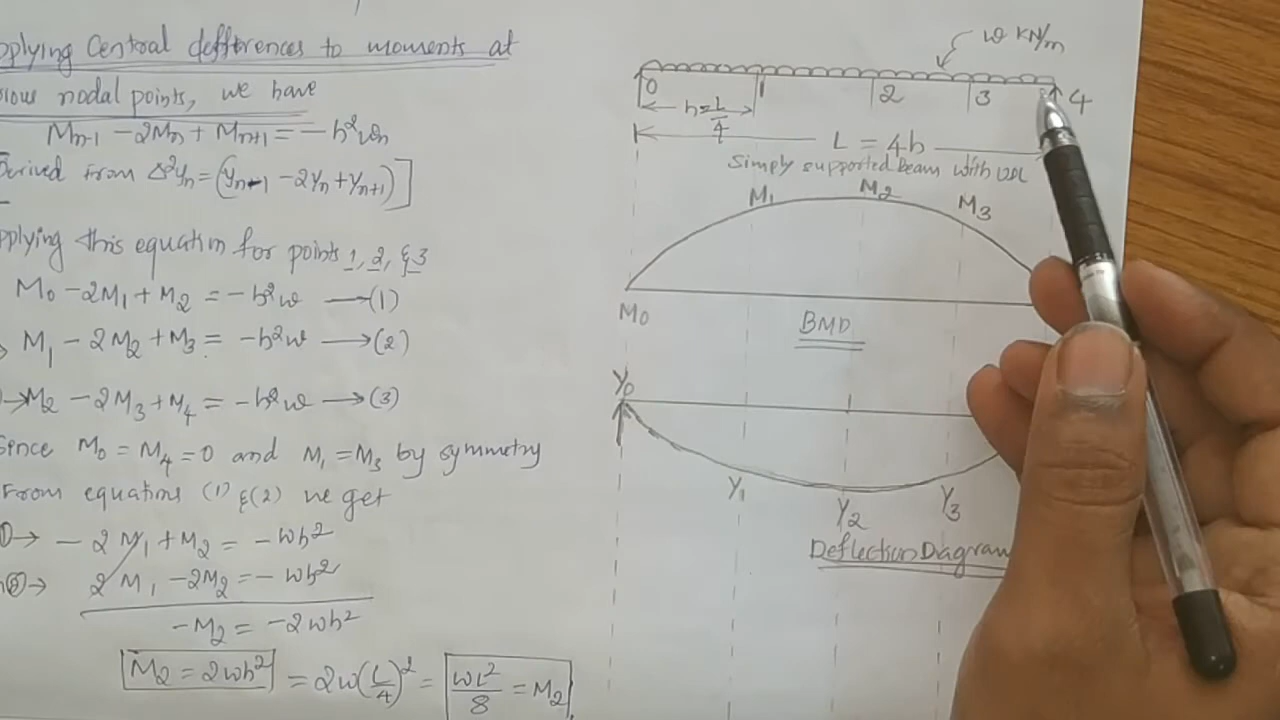 pplying Central defferences to moments at
ious nodal points, we have
Mn-1 - 2Mn + Mn+1 = - h²wn
Derived from Δ²yn = (yn-1 - 2yn + yn+1)]
pplying this equation for points 1, 2, & 3
M0 - 2M1 + M2 = - h²w → (1)
M1 - 2M2 + M3 = - h²w → (2)
→ M2 - 2M3 + M4 = - h²w → (3)
Since M0 = M4 = 0 and M1 = M3 by symmetry
From equations (1) & (2) we get
① → - 2M1 + M2 = - wh²
② → 2M1 - 2M2 = - wh²
- M2 = - 2wh²
M2 = 2wh² = 2w(L/4)² = wL²/8 = M2
w KN/m
0 1 2 3 4
h = L/4
L = 4h
Simply supported Beam with UDL
M1 M2 M3
M0
BMD
Y0
Y1 Y2 Y3
Deflection Diagram